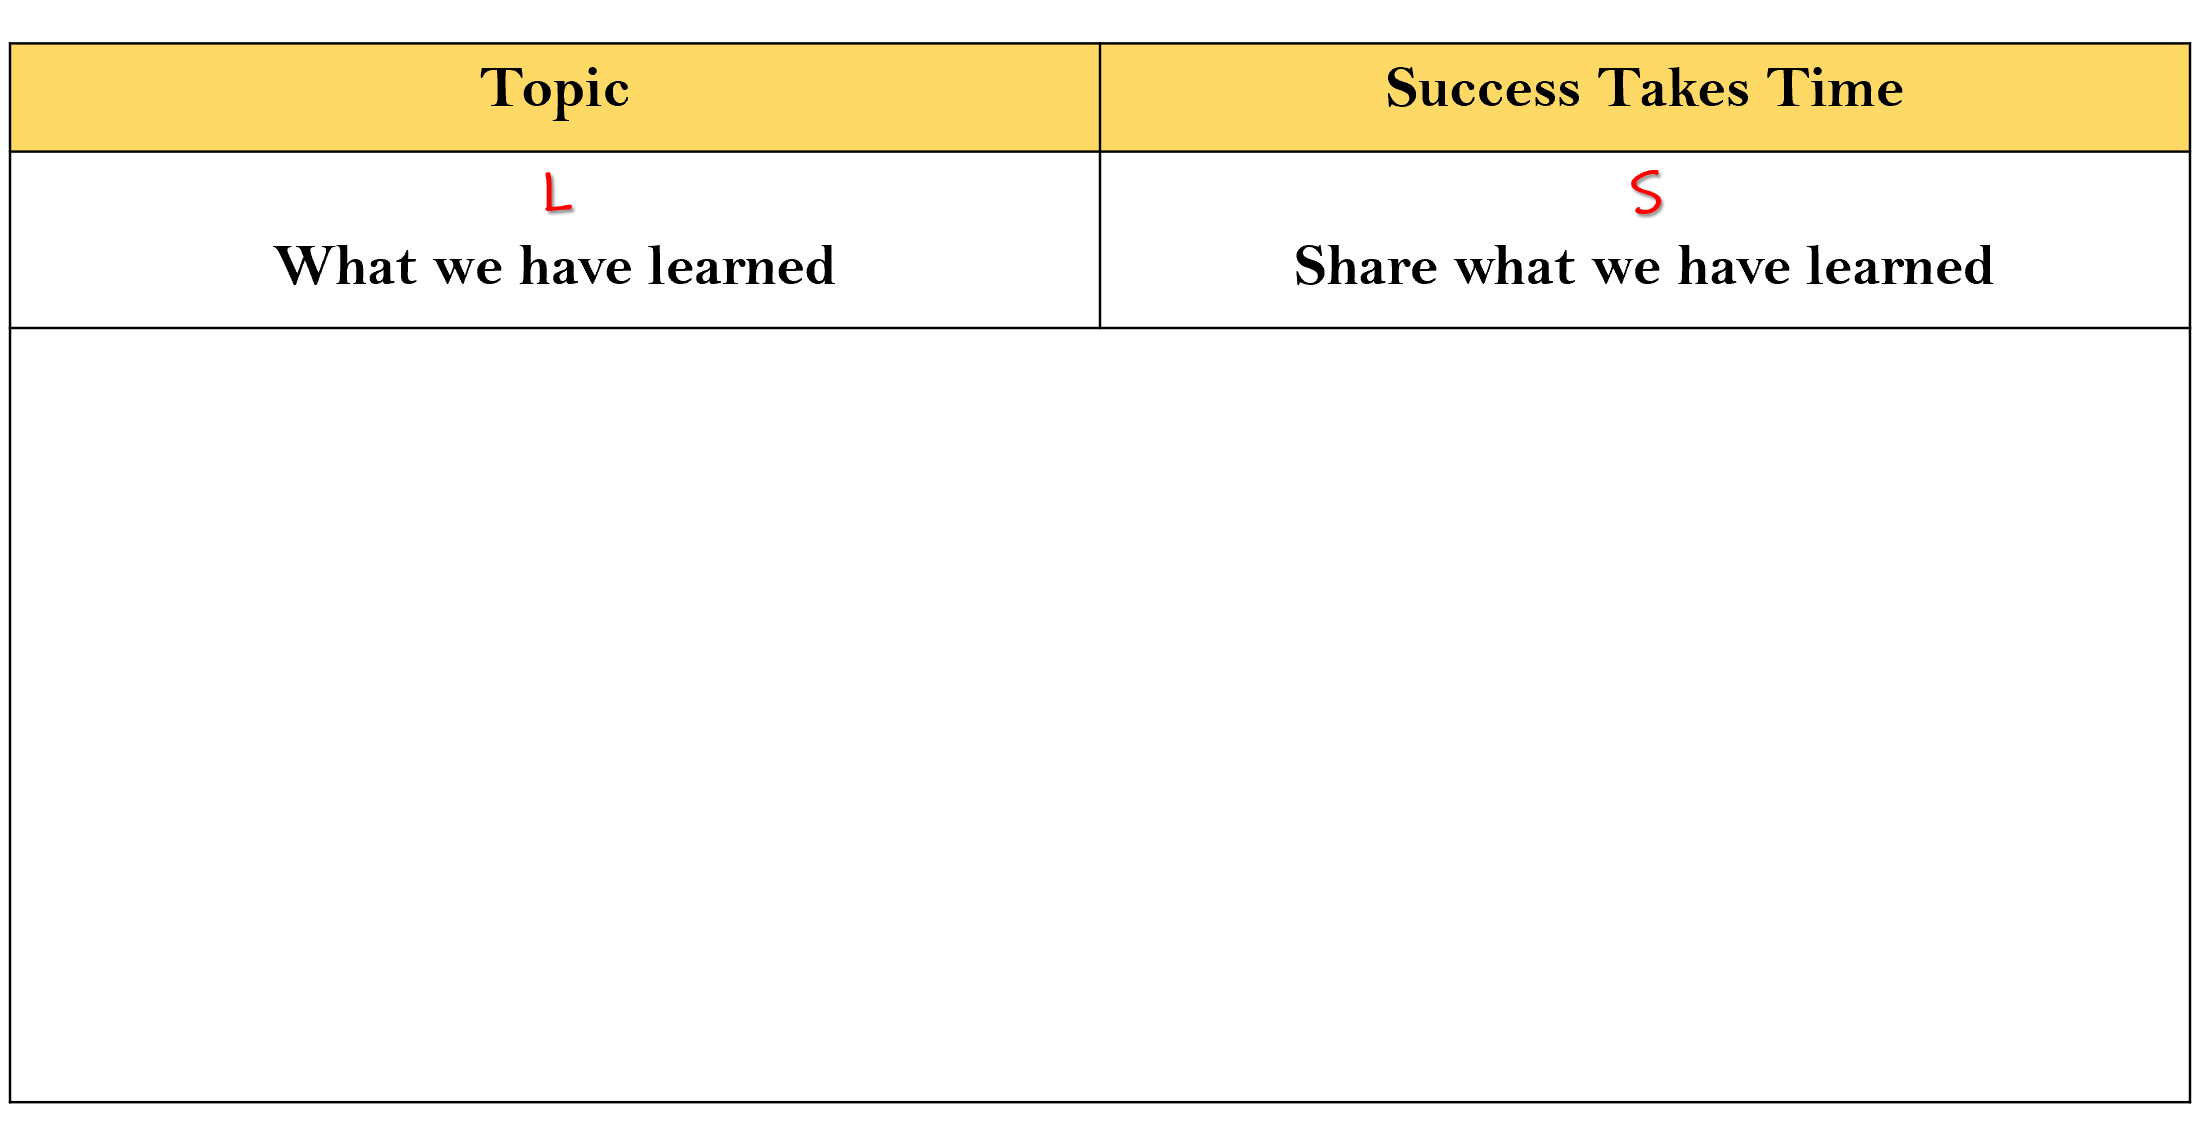 Topic
Success Takes Time
L
What we have learned
S
Share what we have learned